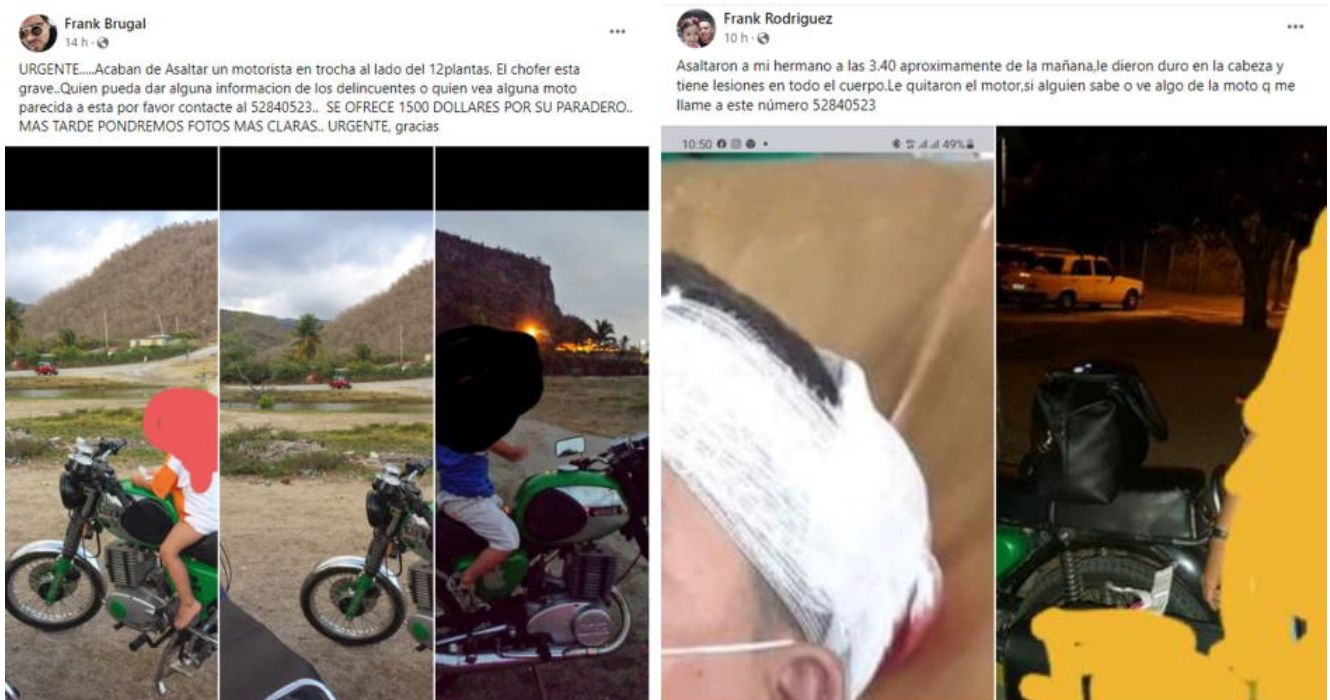 Frank Brugal
14 h ·
URGENTE.....Acaban de Asaltar un motorista en trocha al lado del 12plantas. El chofer esta
grave..Quien pueda dar alguna informacion de los delincuentes o quien vea alguna moto
parecida a esta por favor contacte al 52840523.. SE OFRECE 1500 DOLLARES POR SU PARADERO..
MAS TARDE PONDREMOS FOTOS MAS CLARAS.. URGENTE, gracias
Frank Rodriguez
10 h ·
Asaltaron a mi hermano a las 3.40 aproximamente de la mañana,le dieron duro en la cabeza y
tiene lesiones en todo el cuerpo.Le quitaron el motor,si alguien sabe o ve algo de la moto q me
llame a este número 52840523
10:50
49%